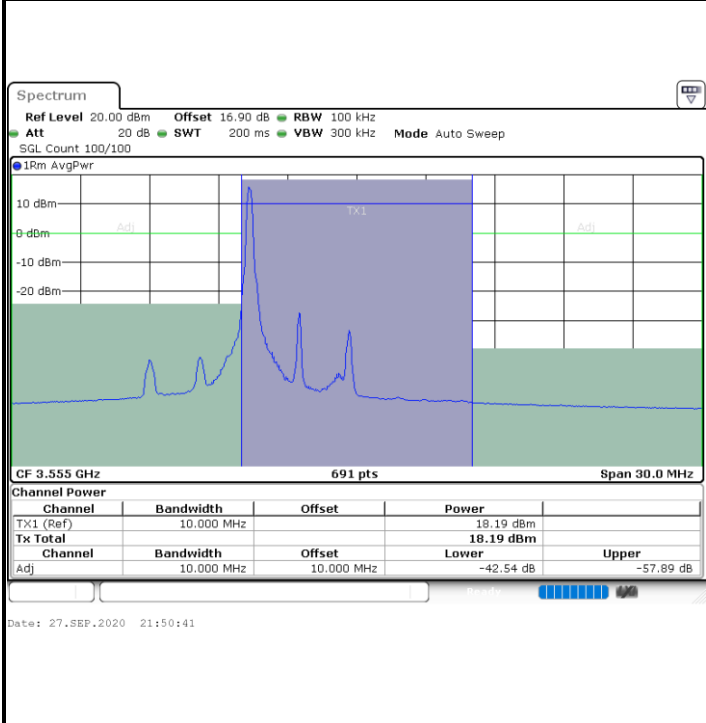 Spectrum
Ref Level 20.00 dBm Offset 16.90 dB RBW 100 kHz
Att 20 dB SWT 200 ms VBW 300 kHz Mode Auto Sweep
SGL Count 100/100
1Rm AvgPwr
10 dBm
TX1
Adj
Adj
0 dBm
-10 dBm
-20 dBm
CF 3.555 GHz 691 pts Span 30.0 MHz
Channel Power
Channel Bandwidth Offset Power
TX1 (Ref) 10.000 MHz 18.19 dBm
Tx Total 18.19 dBm
Channel Bandwidth Offset Lower Upper
Adj 10.000 MHz 10.000 MHz -42.54 dB -57.89 dB
Ready
Date: 27.SEP.2020 21:50:41